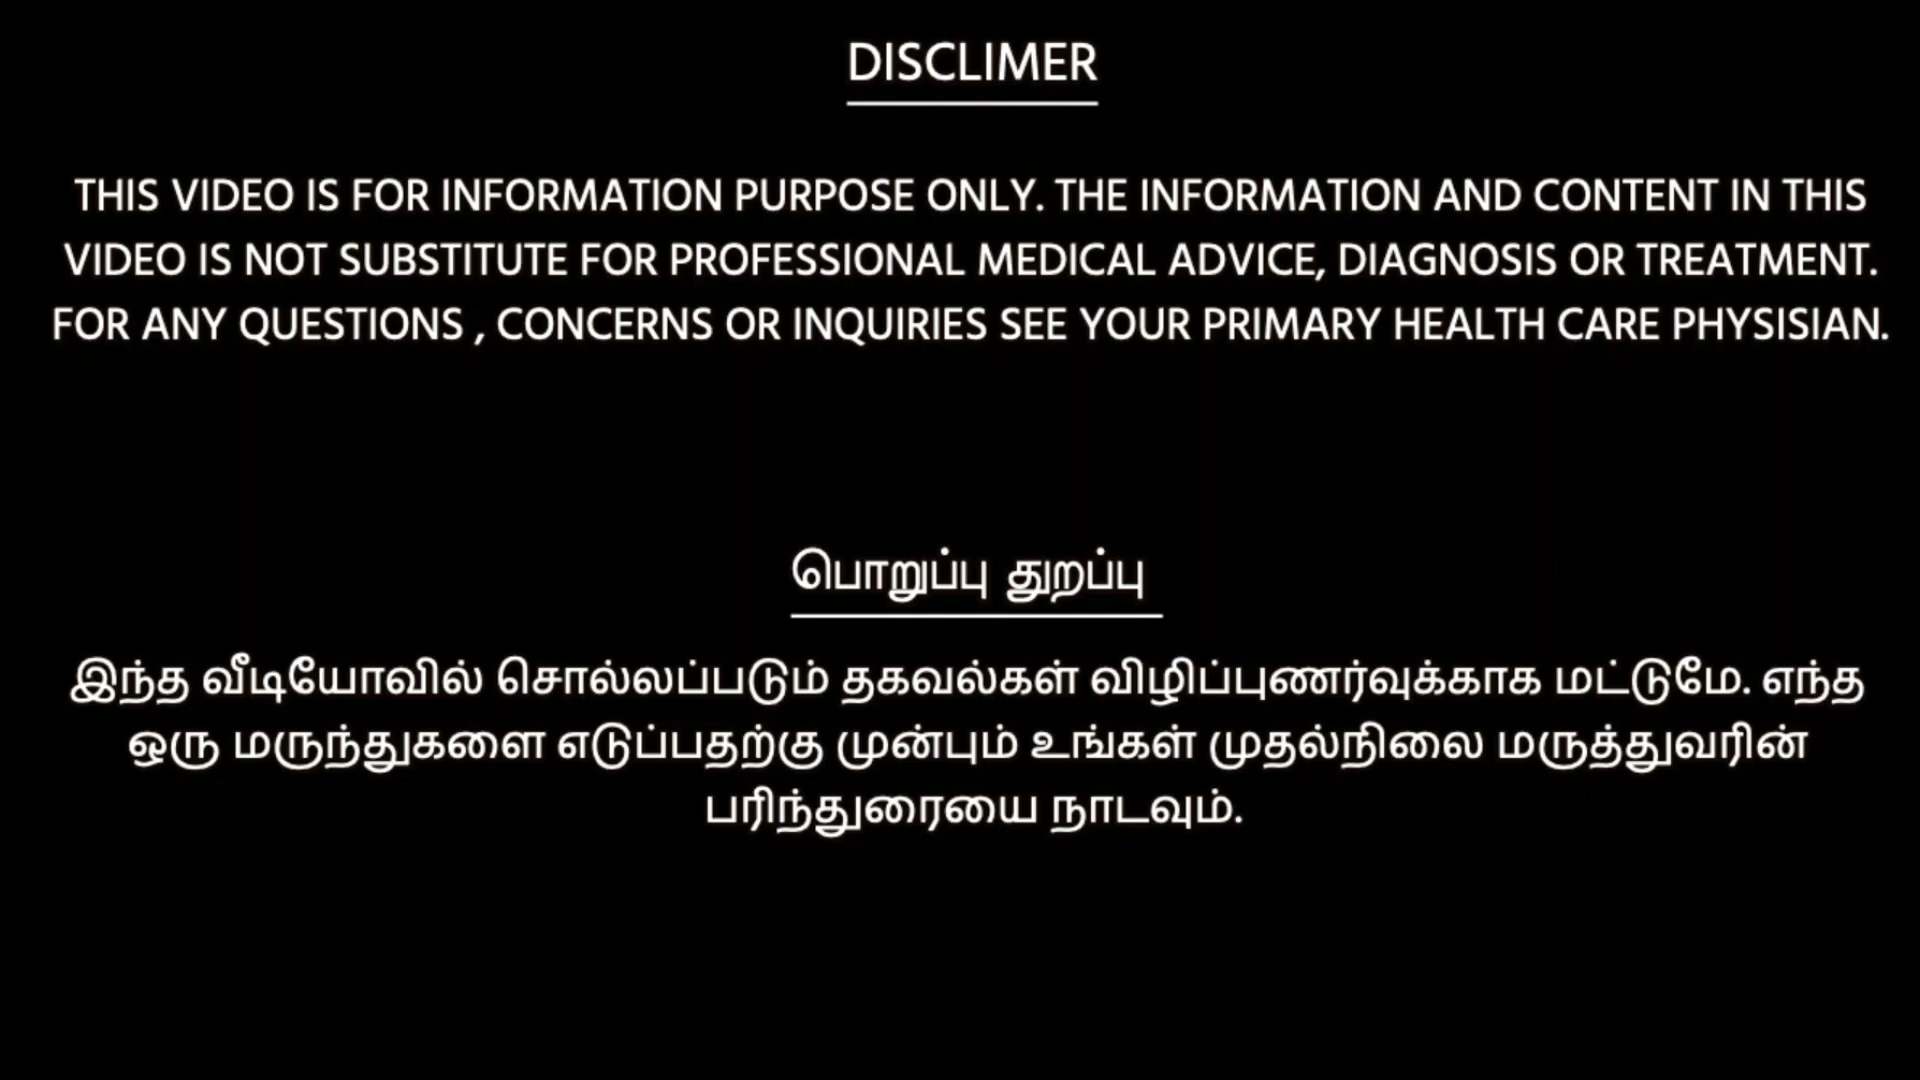 DISCLIMER
THIS VIDEO IS FOR INFORMATION PURPOSE ONLY. THE INFORMATION AND CONTENT IN THIS
VIDEO IS NOT SUBSTITUTE FOR PROFESSIONAL MEDICAL ADVICE, DIAGNOSIS OR TREATMENT.
FOR ANY QUESTIONS , CONCERNS OR INQUIRIES SEE YOUR PRIMARY HEALTH CARE PHYSISIAN.
பொறுப்பு துறப்பு
இந்த வீடியோவில் சொல்லப்படும் தகவல்கள் விழிப்புணர்வுக்காக மட்டுமே. எந்த
ஒரு மருந்துகளை எடுப்பதற்கு முன்பும் உங்கள் முதல்நிலை மருத்துவரின்
பரிந்துரையை நாடவும்.